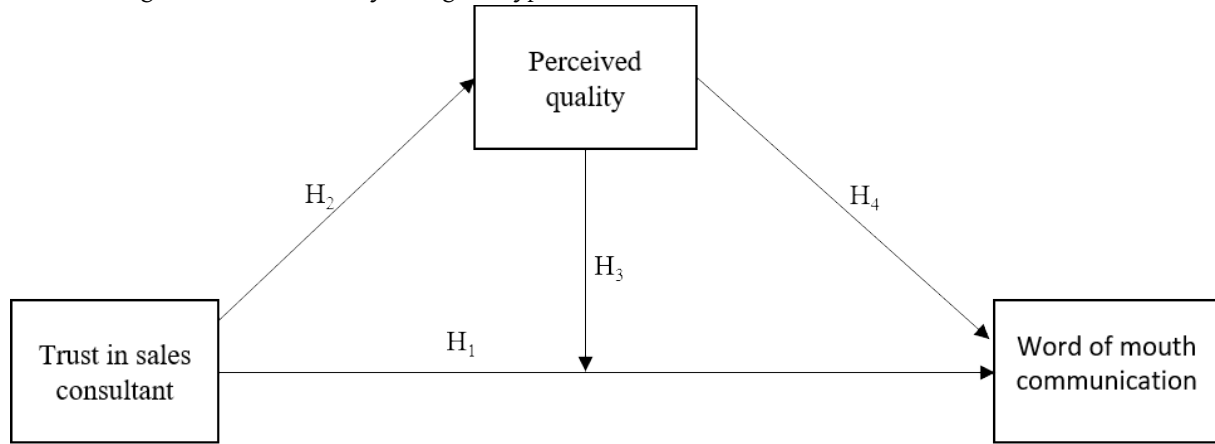 Perceived
quality
H₂
H₄
H₃
H₁
Trust in sales
consultant
Word of mouth
communication